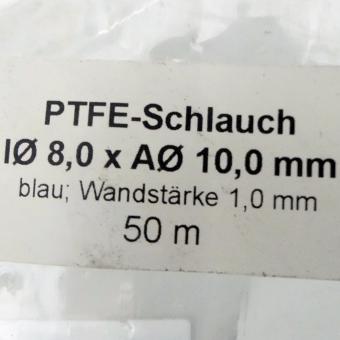 PTFE-Schlauch
IØ 8,0 x AØ 10,0 mm
blau; Wandstärke 1,0 mm
50 m